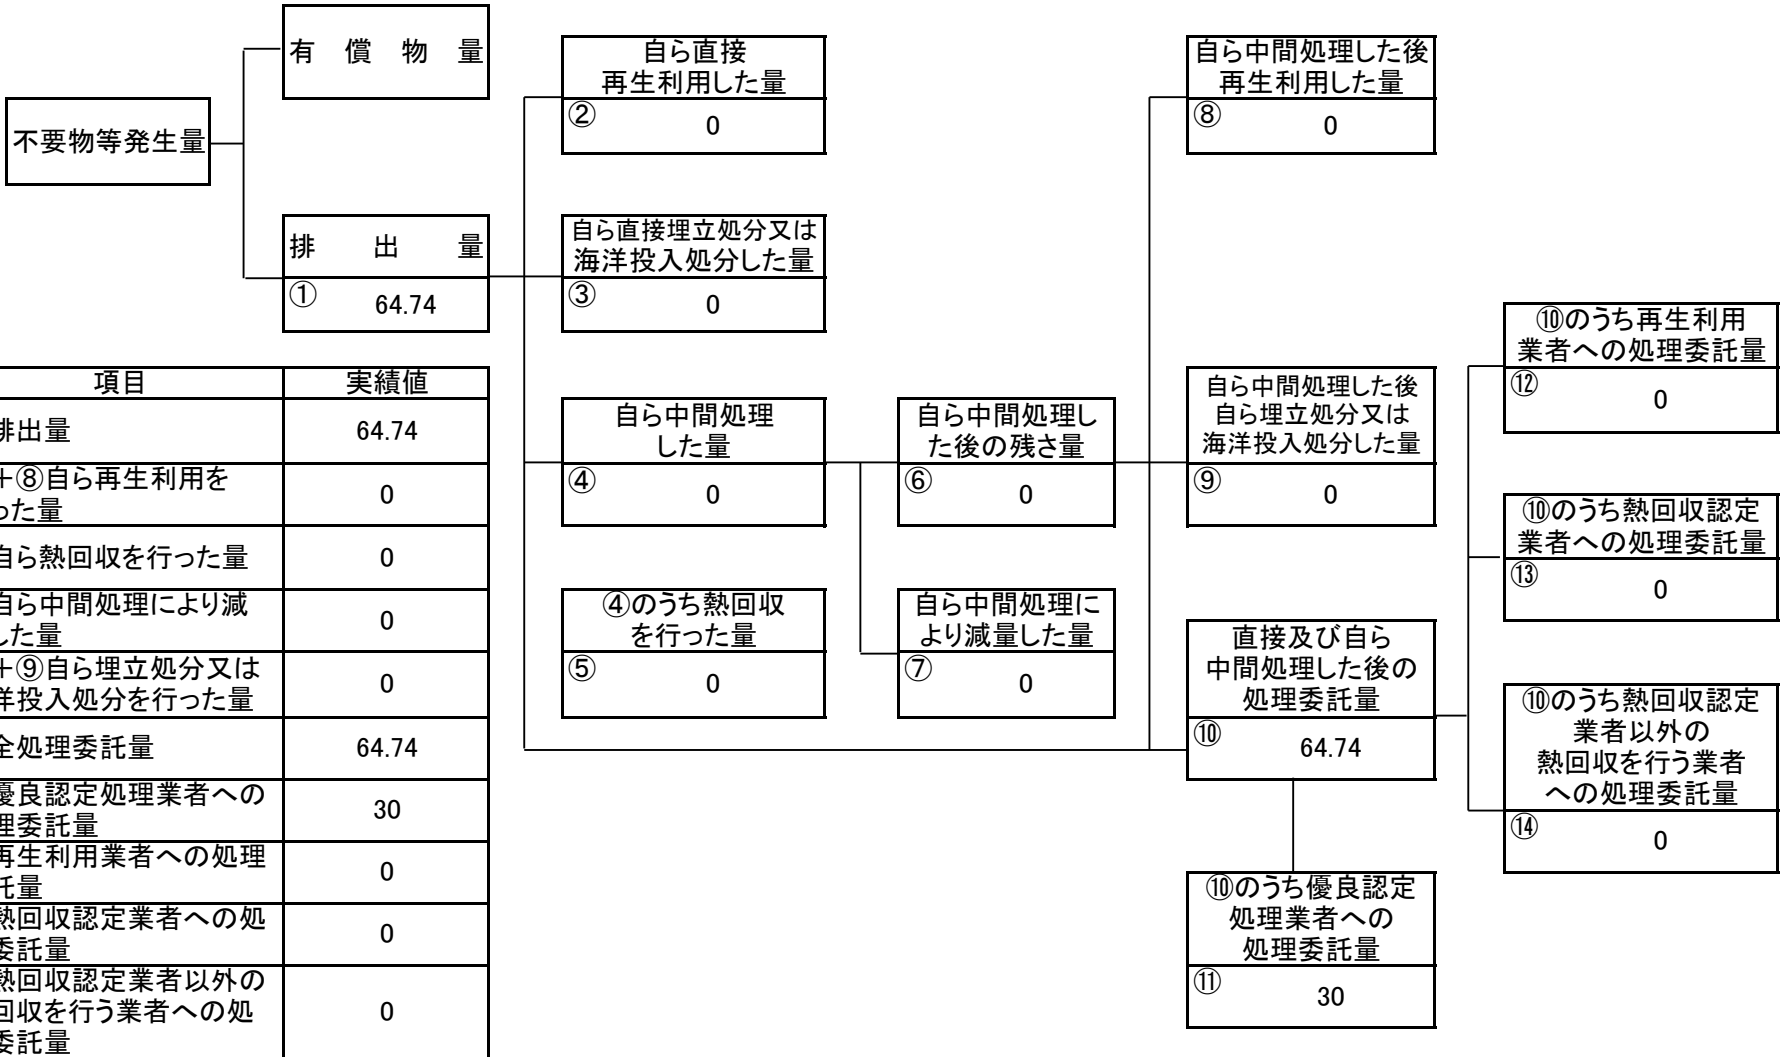 有償物量
不要物等発生量
排出量
① 64.74
自ら直接
再生利用した量
② 0
自ら直接埋立処分又は
海洋投入処分した量
③ 0
自ら中間処理
した量
④ 0
④のうち熱回収
を行った量
⑤ 0
自ら中間処理し
た後の残さ量
⑥ 0
自ら中間処理に
より減量した量
⑦ 0
自ら中間処理した後
再生利用した量
⑧ 0
自ら中間処理した後
自ら埋立処分又は
海洋投入処分した量
⑨ 0
直接及び自ら
中間処理した後の
処理委託量
⑩ 64.74
⑩のうち優良認定
処理業者への
処理委託量
⑪ 30
⑩のうち再生利用
業者への処理委託量
⑫ 0
⑩のうち熱回収認定
業者への処理委託量
⑬ 0
⑩のうち熱回収認定
業者以外の
熱回収を行う業者
への処理委託量
⑭ 0
項目 実績値
排出量 64.74
+⑧自ら再生利用を
った量 0
自ら熱回収を行った量 0
自ら中間処理により減
した量 0
+⑨自ら埋立処分又は
洋投入処分を行った量 0
全処理委託量 64.74
優良認定処理業者への
理委託量 30
再生利用業者への処理
託量 0
熱回収認定業者への処
委託量 0
熱回収認定業者以外の
回収を行う業者への処
委託量 0